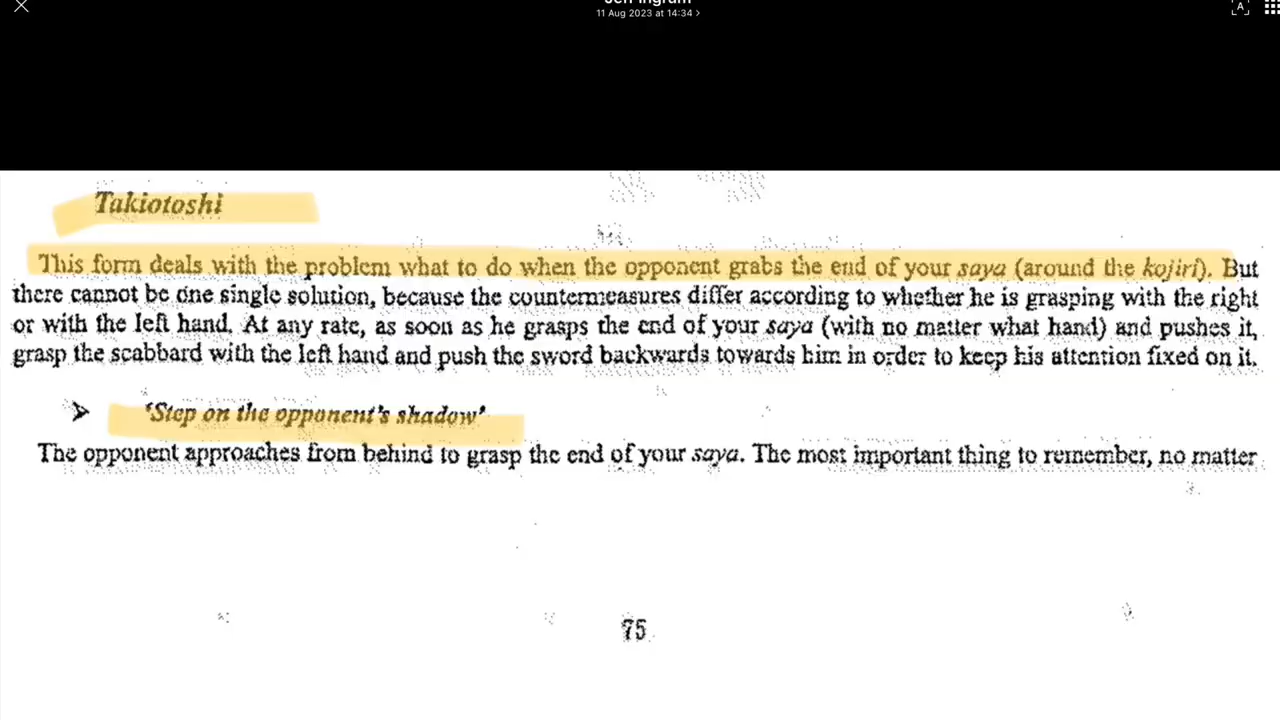 11 Aug 2023 at 14:34 >
A
Takiotoshi
This form deals with the problem what to do when the opponent grabs the end of your saya (around the kojiri). But
there cannot be one single solution, because the countermeasures differ according to whether he is grasping with the right
or with the left hand. At any rate, as soon as he grasps the end of your saya (with no matter what hand) and pushes it,
grasp the scabbard with the left hand and push the sword backwards towards him in order to keep his attention fixed on it.
➤ 'Step on the opponent's shadow'
The opponent approaches from behind to grasp the end of your saya. The most important thing to remember, no matter
75